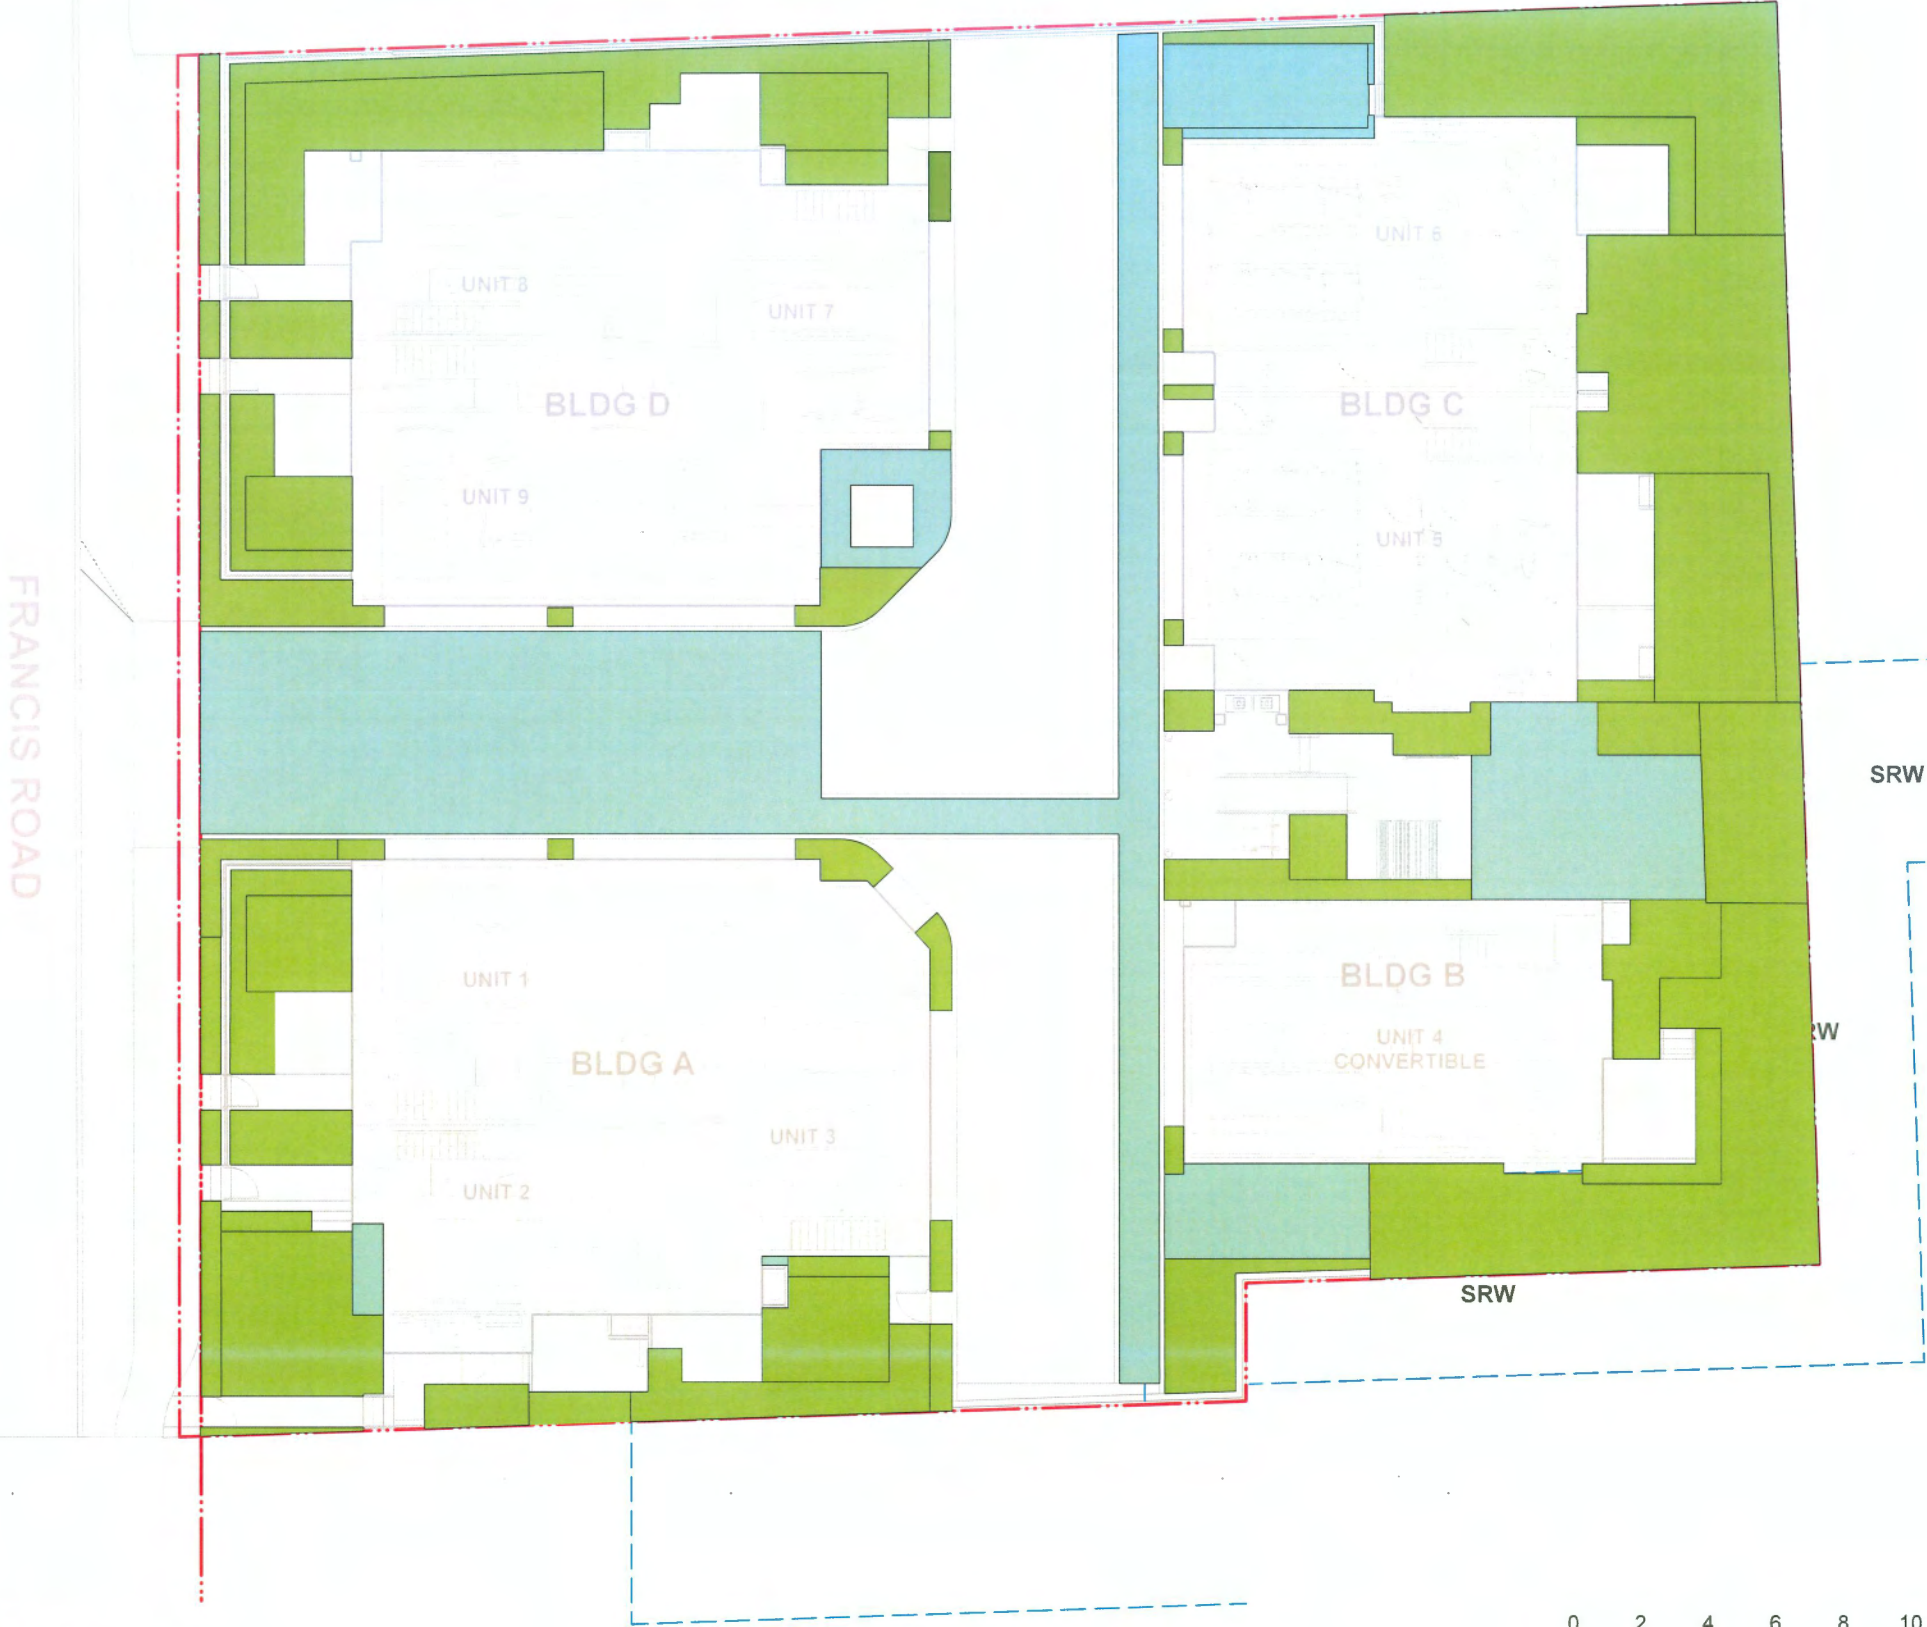 UNIT 6
UNIT 8
UNIT 7
BLDG D
BLDG C
UNIT 9
UNIT 5
FRANCIS ROAD
SRW
UNIT 1
BLDG B
BLDG A
UNIT 4
CONVERTIBLE
RW
UNIT 3
UNIT 2
SRW
0 2 4 6 8 10